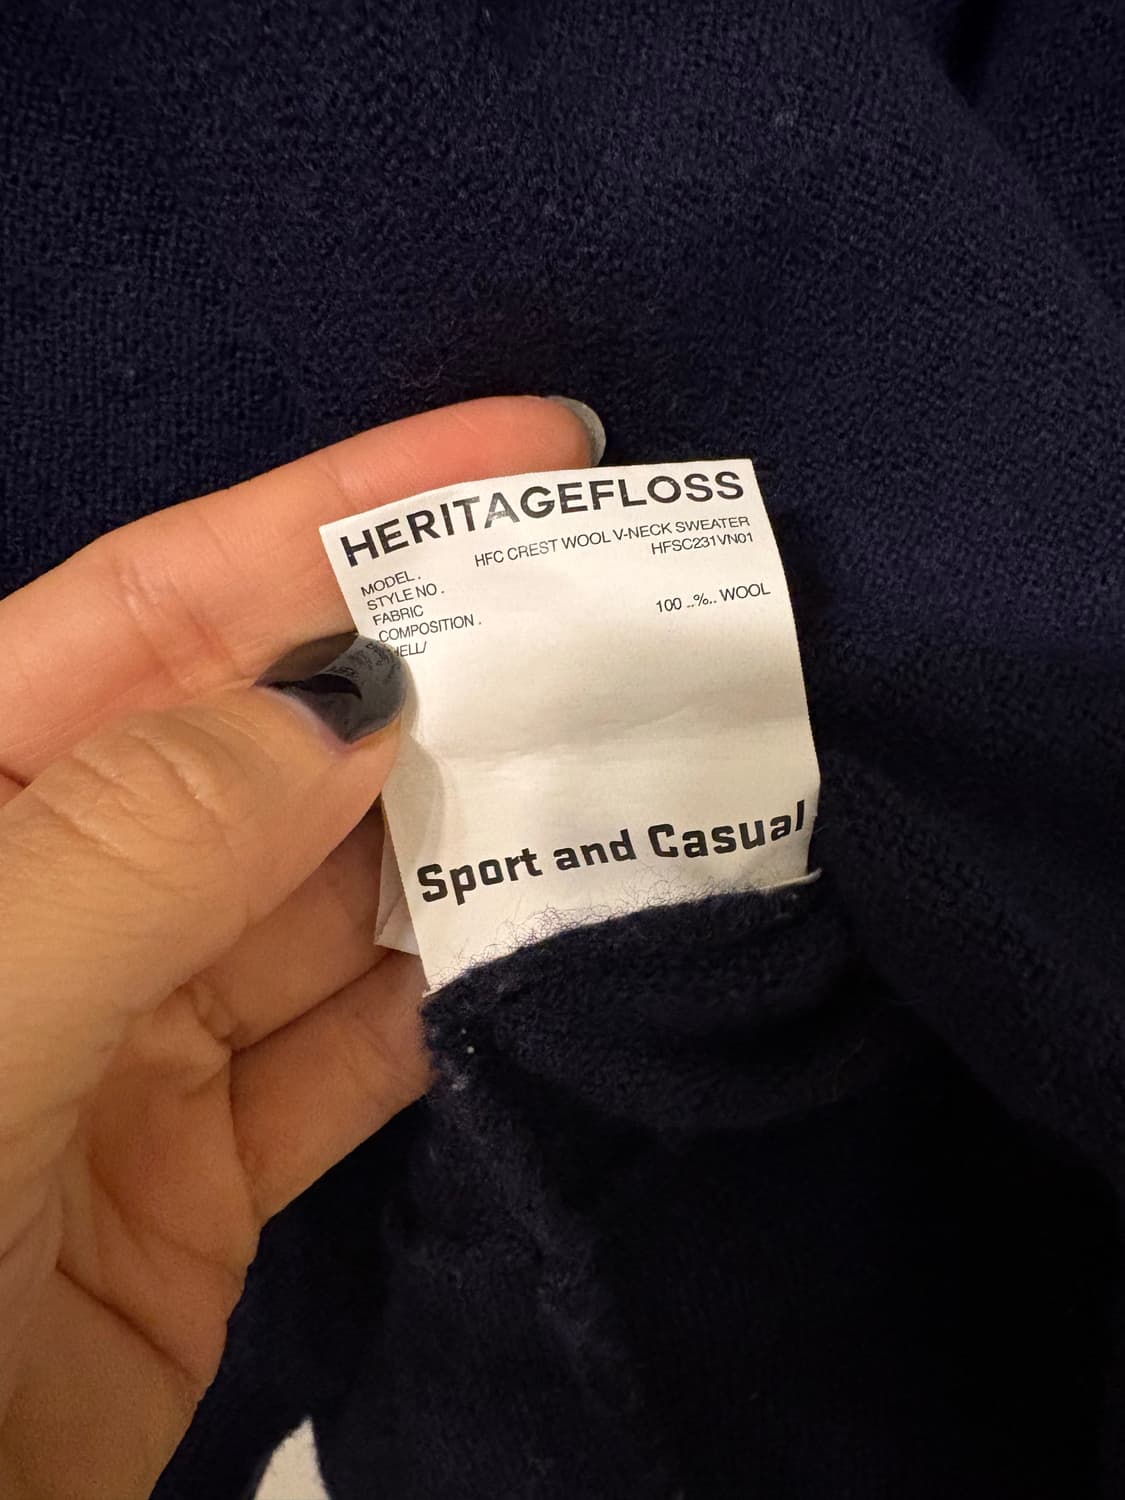 HERITAGEFLOSS
MODEL. HFC CREST WOOL V-NECK SWEATER
STYLE NO. HFSC231VN01
FABRIC
COMPOSITION.
100 ..%.. WOOL
Sport and Casual